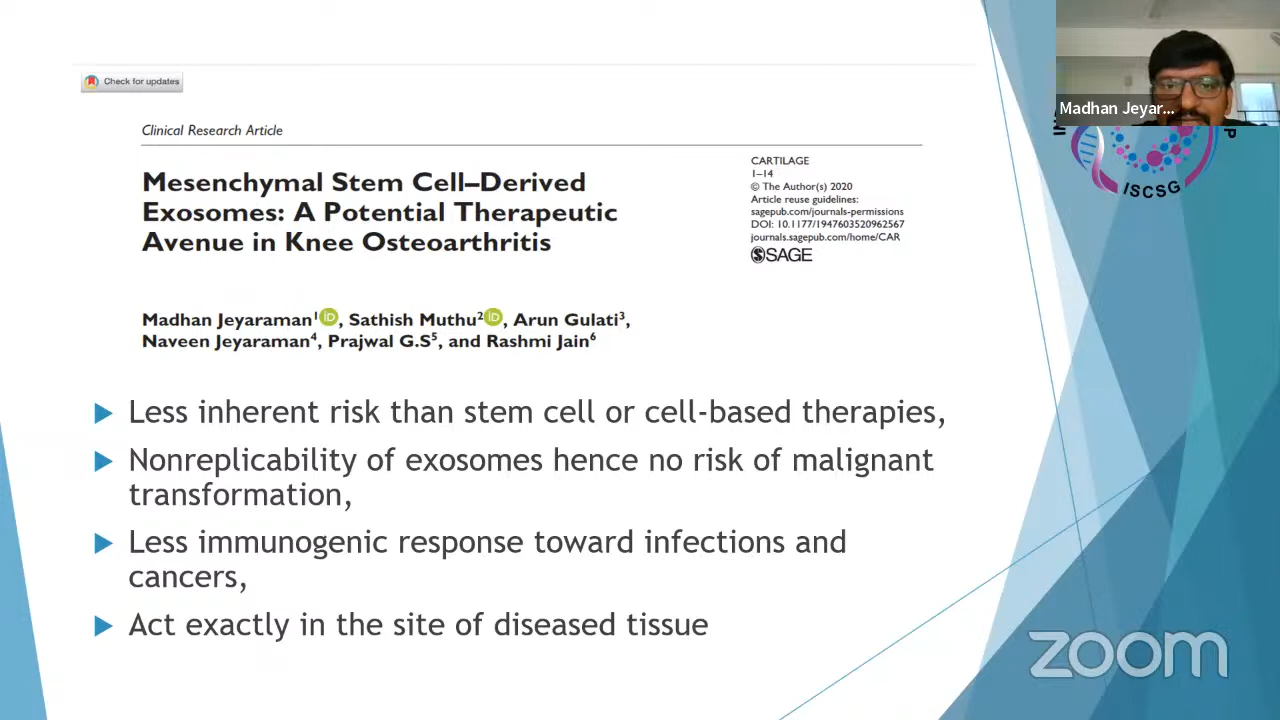 Check for updates
Clinical Research Article
Mesenchymal Stem Cell–Derived
Exosomes: A Potential Therapeutic
Avenue in Knee Osteoarthritis
CARTILAGE
1–14
© The Author(s) 2020
Article reuse guidelines:
sagepub.com/journals-permissions
DOI: 10.1177/1947603520962567
journals.sagepub.com/home/CAR
SAGE
Madhan Jeyaraman¹ iD, Sathish Muthu² iD, Arun Gulati³,
Naveen Jeyaraman⁴, Prajwal G.S⁵, and Rashmi Jain⁶
Less inherent risk than stem cell or cell-based therapies,
Nonreplicability of exosomes hence no risk of malignant
transformation,
Less immunogenic response toward infections and
cancers,
Act exactly in the site of diseased tissue
Madhan Jeyar...
ISCSG
zoom